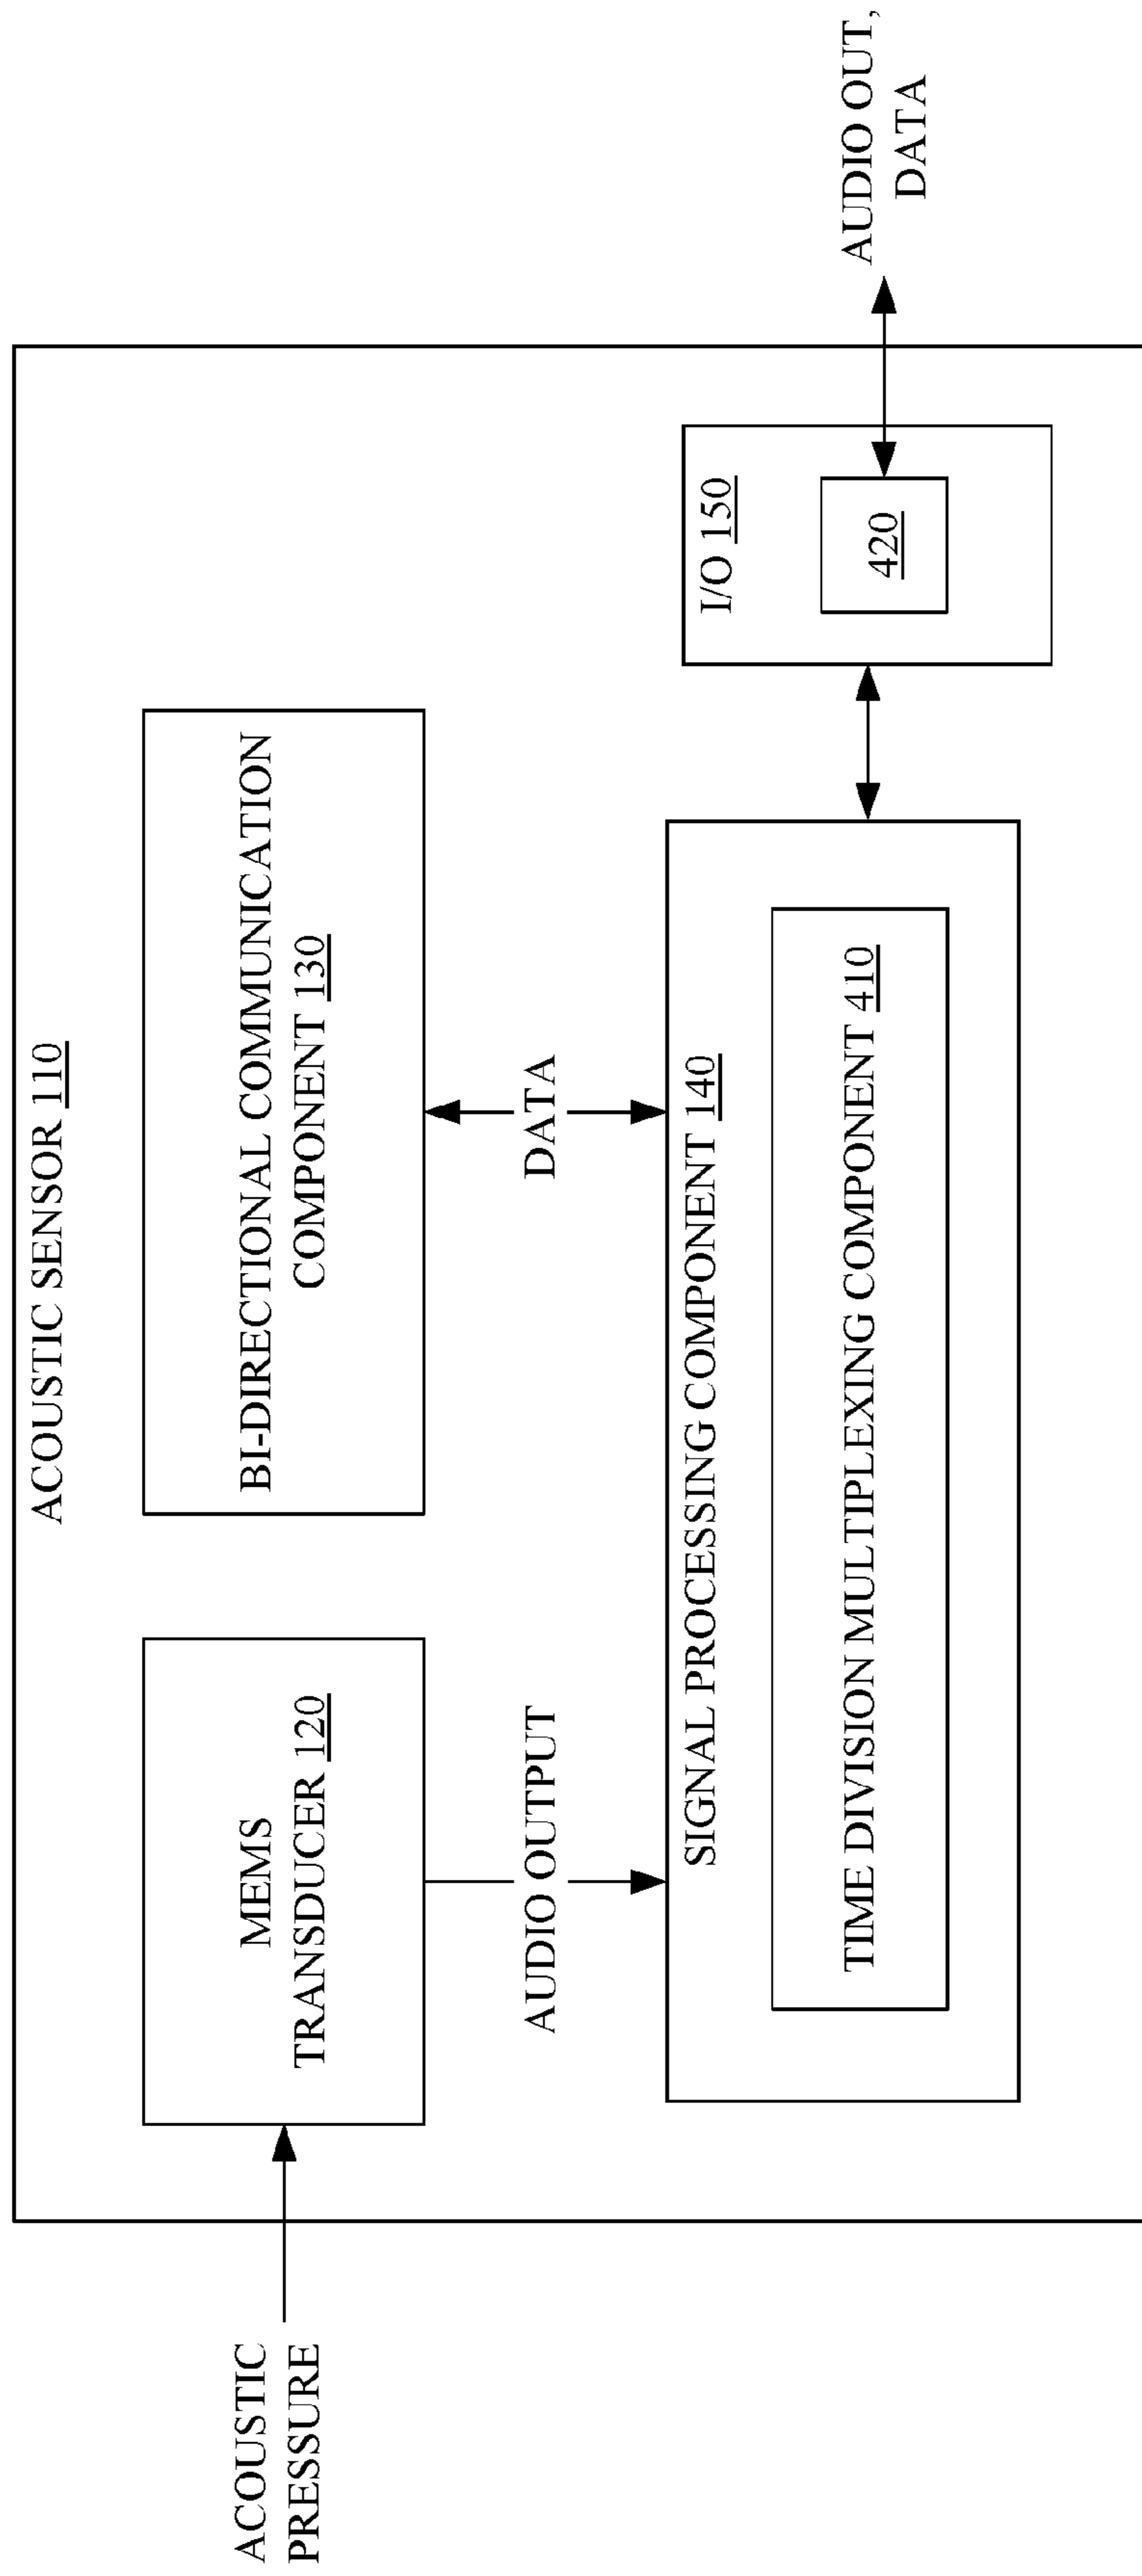 ACOUSTIC SENSOR 110
ACOUSTIC
PRESSURE
MEMS
TRANSDUCER 120
BI-DIRECTIONAL COMMUNICATION
COMPONENT 130
AUDIO OUTPUT
DATA
SIGNAL PROCESSING COMPONENT 140
TIME DIVISION MULTIPLEXING COMPONENT 410
I/O 150
420
AUDIO OUT,
DATA